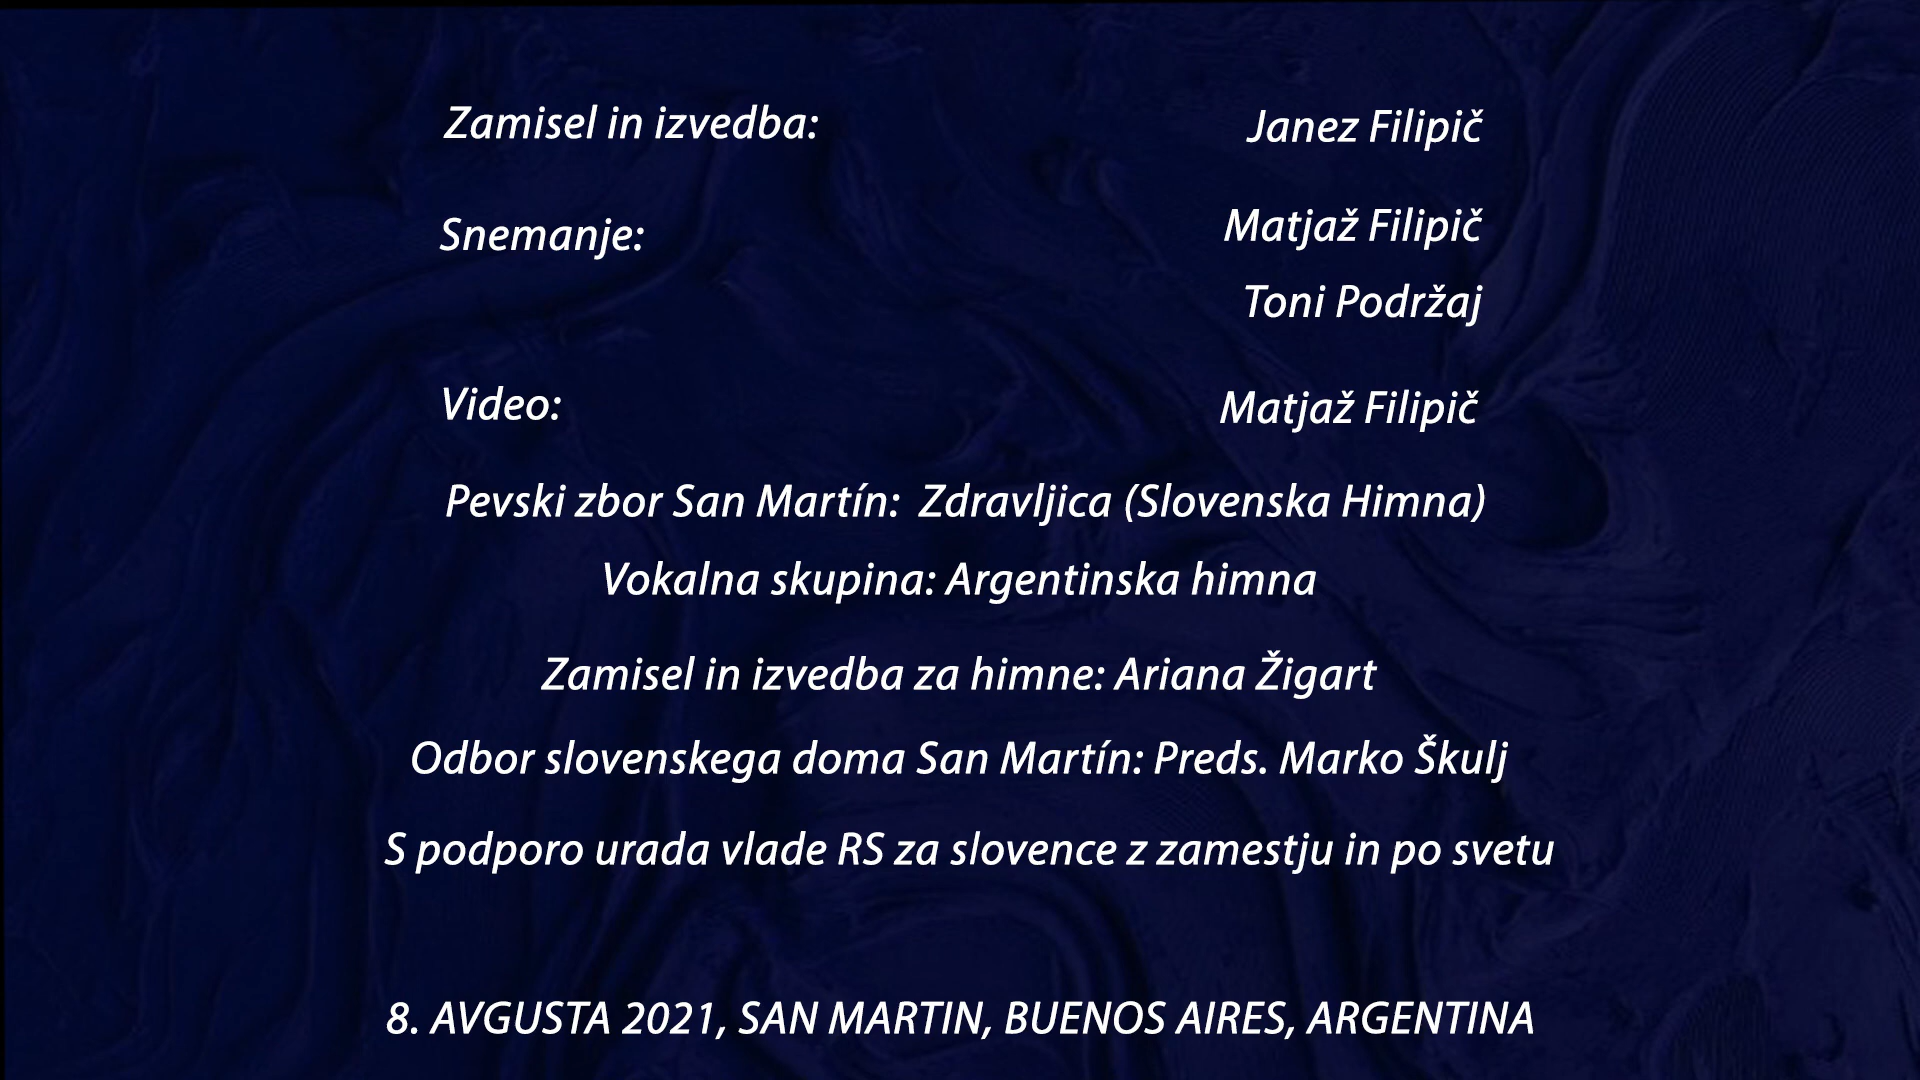 Zamisel in izvedba: Janez Filipič
Snemanje: Matjaž Filipič
Toni Podržaj
Video: Matjaž Filipič
Pevski zbor San Martín: Zdravljica (Slovenska Himna)
Vokalna skupina: Argentinska himna
Zamisel in izvedba za himne: Ariana Žigart
Odbor slovenskega doma San Martín: Preds. Marko Škulj
S podporo urada vlade RS za slovence z zamestju in po svetu
8. AVGUSTA 2021, SAN MARTIN, BUENOS AIRES, ARGENTINA